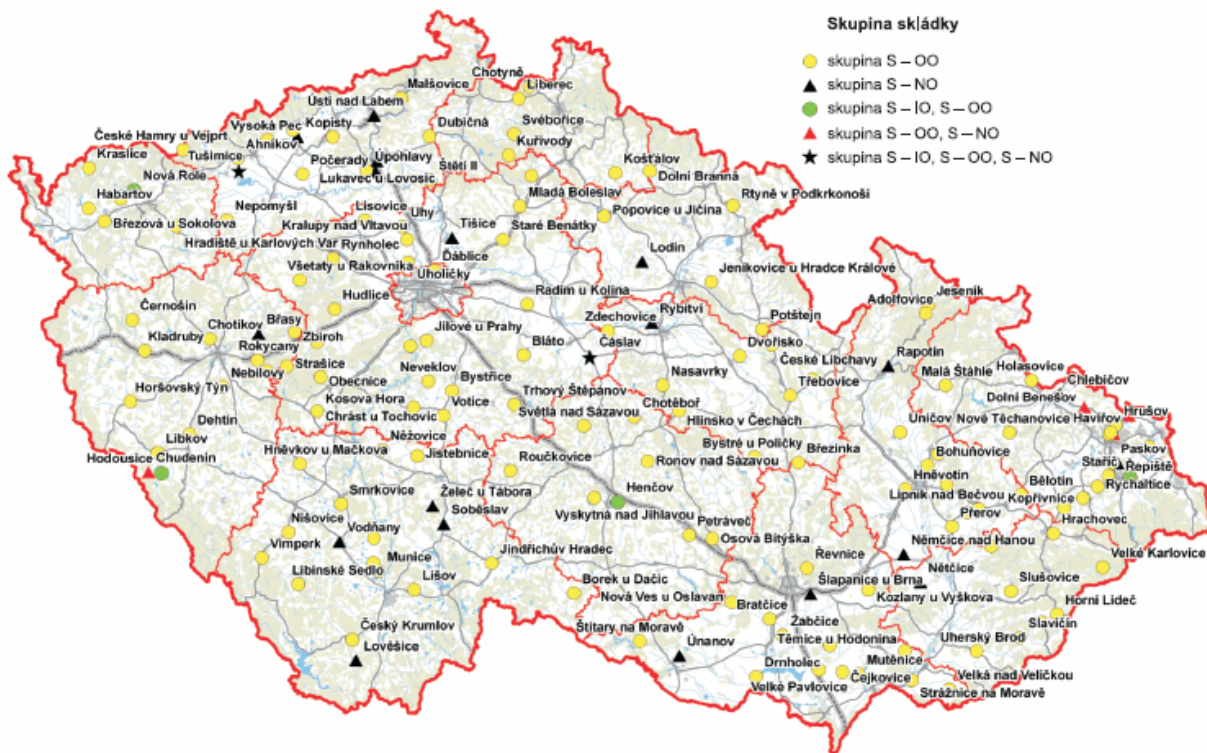 Skupina skládky
skupina S – OO
skupina S – NO
skupina S – IO, S – OO
skupina S – OO, S – NO
skupina S – IO, S – OO, S – NO
Chotyně
Liberec
Malšovice
Ústí nad Labem
Svébořice
Dubičná
Vysoká Pec
Kopisty
Kuřivody
České Hamry u Vejprt
Ahníkov
Kraslice
Tušimice
Počerady
Úpohlavy
Košťálov
Štětí II
Nová Role
Lukavec u Lovosic
Dolní Branná
Habartov
Mladá Boleslav
Rtyně v Podkrkonoší
Nepomyšl
Lisovice
Uhy
Popovice u Jičína
Březová u Sokolova
Kralupy nad Vltavou
Tišice
Staré Benátky
Hradiště u Karlových Var
Rynholec
Lodín
Ďáblice
Všetaty u Rakovníka
Úholičky
Jeníkovice u Hradce Králové
Jeseník
Radim u Kolína
Adolfovice
Černošín
Hudlice
Rybitví
Zdechovice
Potštejn
Chotíkov
Břasy
Jílové u Prahy
Kladruby
Zbiroh
Bláto
Čáslav
Dvořisko
Rokycany
České Libchavy
Rapotín
Strašice
Neveklov
Holasovice
Nebílovy
Bystřice
Nasavrky
Malá Štáhle
Obecnice
Třebovice
Chlebičov
Horšovský Týn
Trhový Štěpánov
Kosova Hora
Votice
Chotěboř
Dolní Benešov
Světlá nad Sázavou
Hrušov
Chrást u Tochovic
Hlinsko v Čechách
Uničov
Nové Těchanovice
Havířov
Dehtín
Něžovice
Libkov
Bystré u Poličky
Bohuňovice
Paskov
Jistebnice
Březinka
Hněvkov u Mačkova
Ronov nad Sázavou
Staříč
Řepiště
Hodousice
Chudenín
Roučkovice
Hněvotín
Bělotín
Henčov
Rychaltice
Smrkovice
Želeč u Tábora
Lipník nad Bečvou
Kopřivnice
Soběslav
Vyskytná nad Jihlavou
Přerov
Hrachovec
Nišovice
Vodňany
Petráveč
Osová Bítýška
Němčice nad Hanou
Vimperk
Munice
Jindřichův Hradec
Řevnice
Velké Karlovice
Nětčice
Libínské Sedlo
Lišov
Borek u Dačic
Šlapanice u Brna
Slušovice
Nová Ves u Oslavan
Kozlany u Vyškova
Bratčice
Horní Lideč
Žabčice
Slavičín
Český Krumlov
Štítary na Moravě
Těmice u Hodonína
Uherský Brod
Lověšice
Únanov
Drnholec
Mutěnice
Čejkovice
Velká nad Veličkou
Velké Pavlovice
Strážnice na Moravě